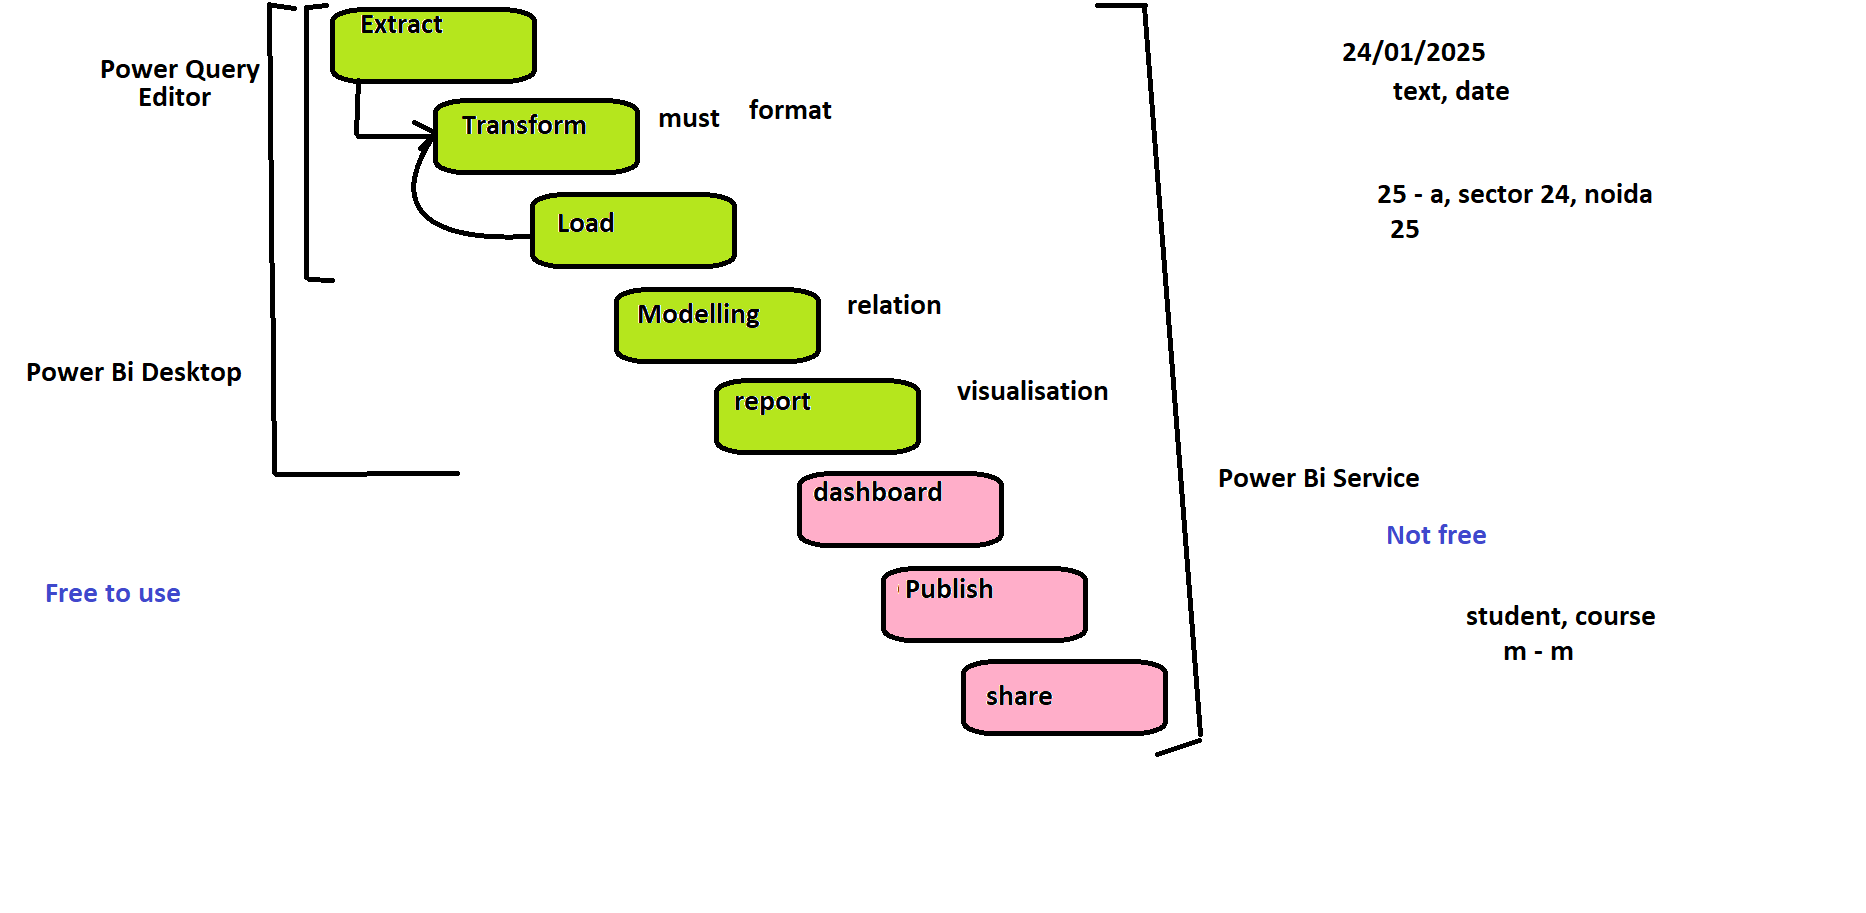 Extract
Power Query
Editor
Transform
must
format
Load
Modelling
relation
Power Bi Desktop
report
visualisation
dashboard
Publish
share
Free to use
Power Bi Service
Not free
24/01/2025
text, date
25 - a, sector 24, noida
25
student, course
m - m